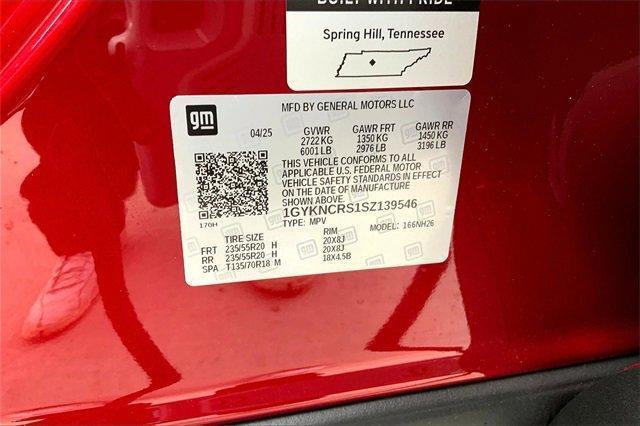 BUILT WITH PRIDE
Spring Hill, Tennessee
gm
MFD BY GENERAL MOTORS LLC
04/25 GVWR GAWR FRT GAWR RR
2722 KG 1350 KG 1450 KG
6001 LB 2976 LB 3196 LB
THIS VEHICLE CONFORMS TO ALL
APPLICABLE U.S. FEDERAL MOTOR
VEHICLE SAFETY STANDARDS IN EFFECT
ON THE DATE OF MANUFACTURE
SHOWN ABOVE.
1GYKNCRS1SZ139546
170H TYPE: MPV MODEL: 166NH26
TIRE SIZE RIM
FRT 235/55R20 H 20X8J
RR 235/55R20 H 20X8J
SPA T135/70R18 M 18X4.5B